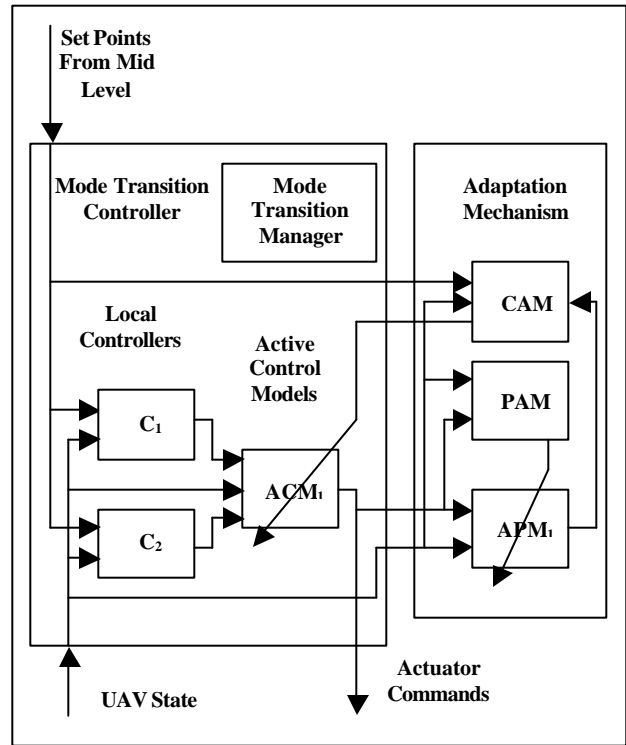 Set Points
From Mid
Level
Mode Transition
Controller
Mode
Transition
Manager
Adaptation
Mechanism
CAM
Local
Controllers
Active
Control
Models
PAM
C₁
ACM₁
APM₁
C₂
UAV State
Actuator
Commands